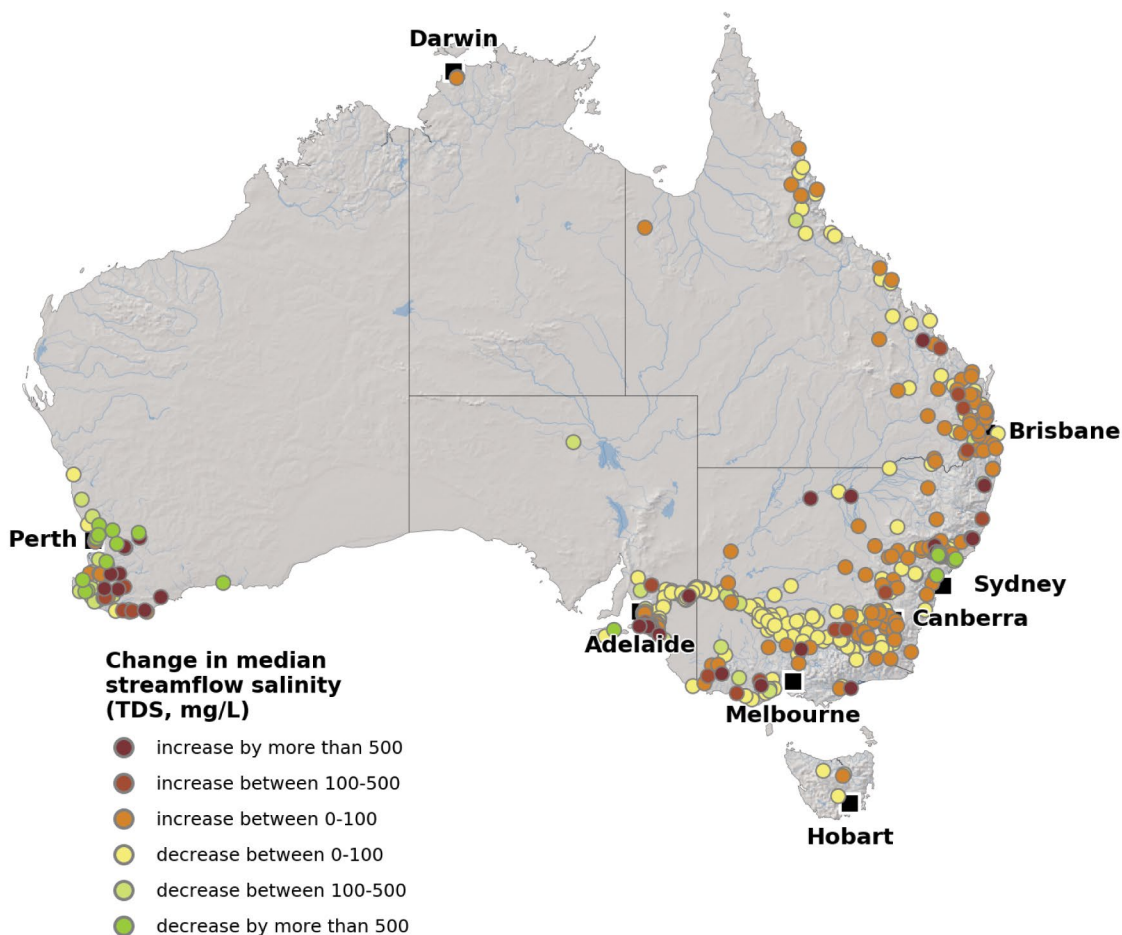 Darwin
Brisbane
Perth
Sydney
Canberra
Adelaide
Melbourne
Hobart
Change in median
streamflow salinity
(TDS, mg/L)
increase by more than 500
increase between 100-500
increase between 0-100
decrease between 0-100
decrease between 100-500
decrease by more than 500